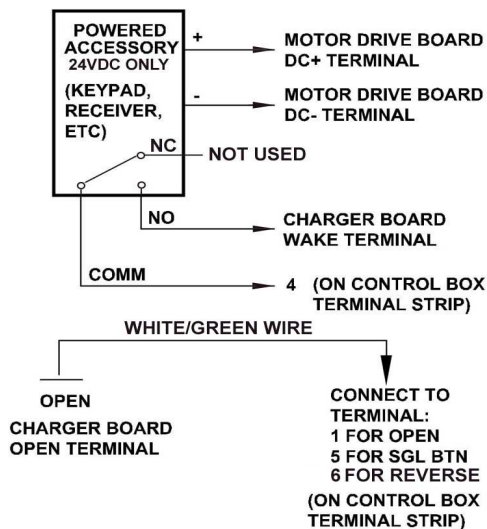 POWERED
ACCESSORY
24VDC ONLY
(KEYPAD,
RECEIVER,
ETC)
+
MOTOR DRIVE BOARD
DC+ TERMINAL
-
MOTOR DRIVE BOARD
DC- TERMINAL
NC
NOT USED
NO
CHARGER BOARD
WAKE TERMINAL
COMM
4 (ON CONTROL BOX
TERMINAL STRIP)
WHITE/GREEN WIRE
OPEN
CHARGER BOARD
OPEN TERMINAL
CONNECT TO
TERMINAL:
1 FOR OPEN
5 FOR SGL BTN
6 FOR REVERSE
(ON CONTROL BOX
TERMINAL STRIP)